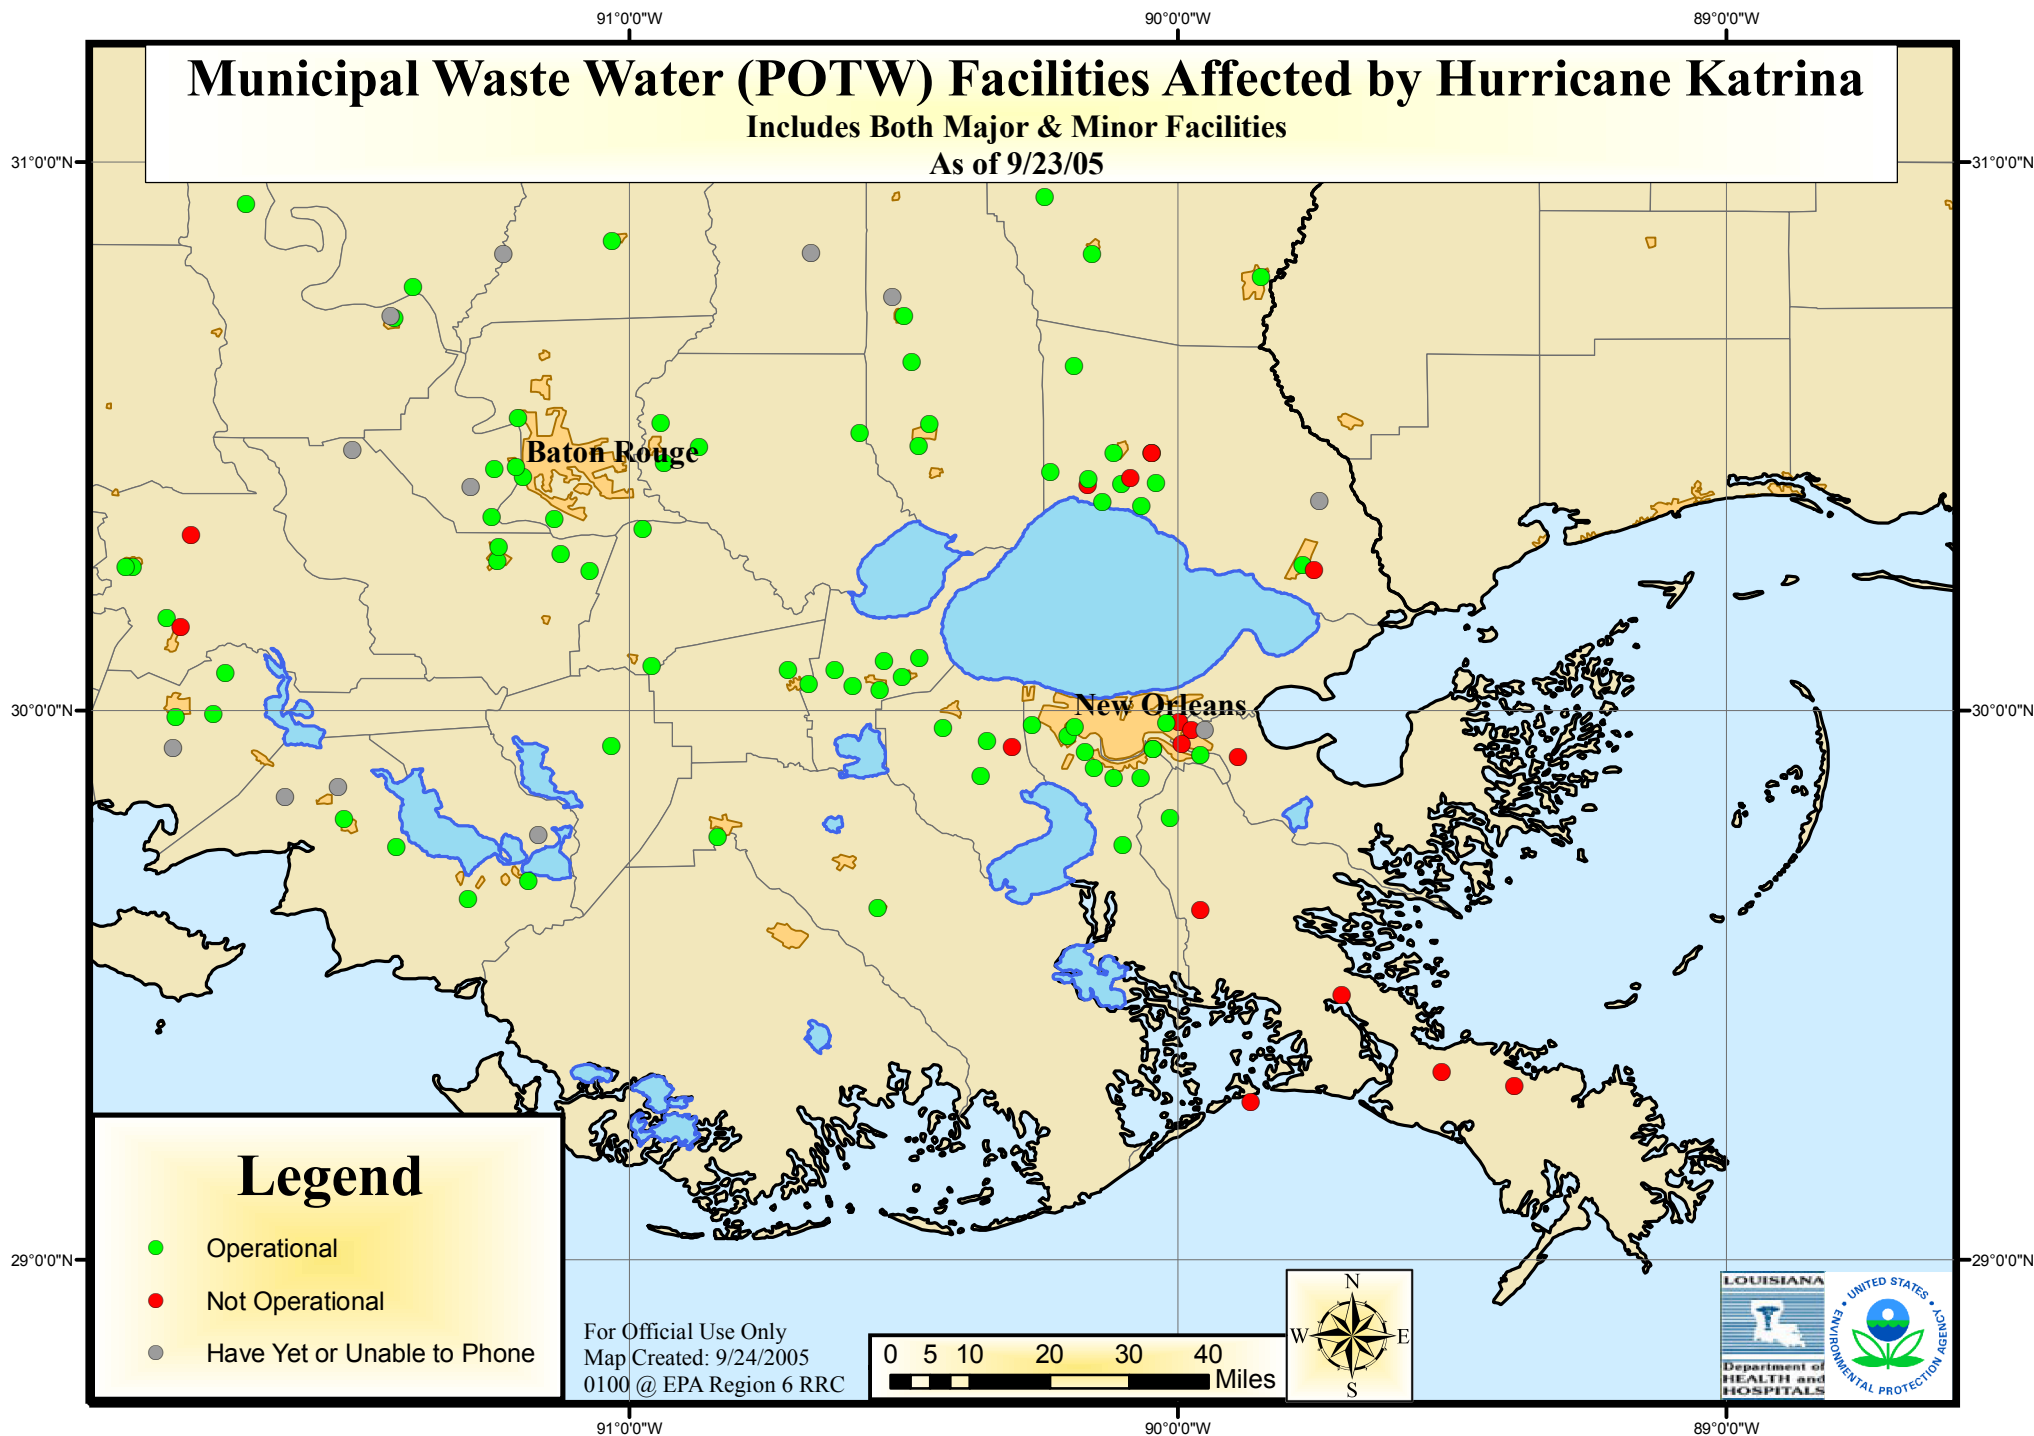 91°0'0"W 90°0'0"W 89°0'0"W
Municipal Waste Water (POTW) Facilities Affected by Hurricane Katrina
Includes Both Major & Minor Facilities
As of 9/23/05
31°0'0"N 31°0'0"N
Baton Rouge
New Orleans
30°0'0"N 30°0'0"N
Legend
Operational
Not Operational
Have Yet or Unable to Phone
29°0'0"N 29°0'0"N
For Official Use Only
Map Created: 9/24/2005
0100 @ EPA Region 6 RRC
0 5 10 20 30 40
Miles
N
W E
S
LOUISIANA
Department of
HEALTH and
HOSPITALS
UNITED STATES
ENVIRONMENTAL PROTECTION AGENCY
91°0'0"W 90°0'0"W 89°0'0"W